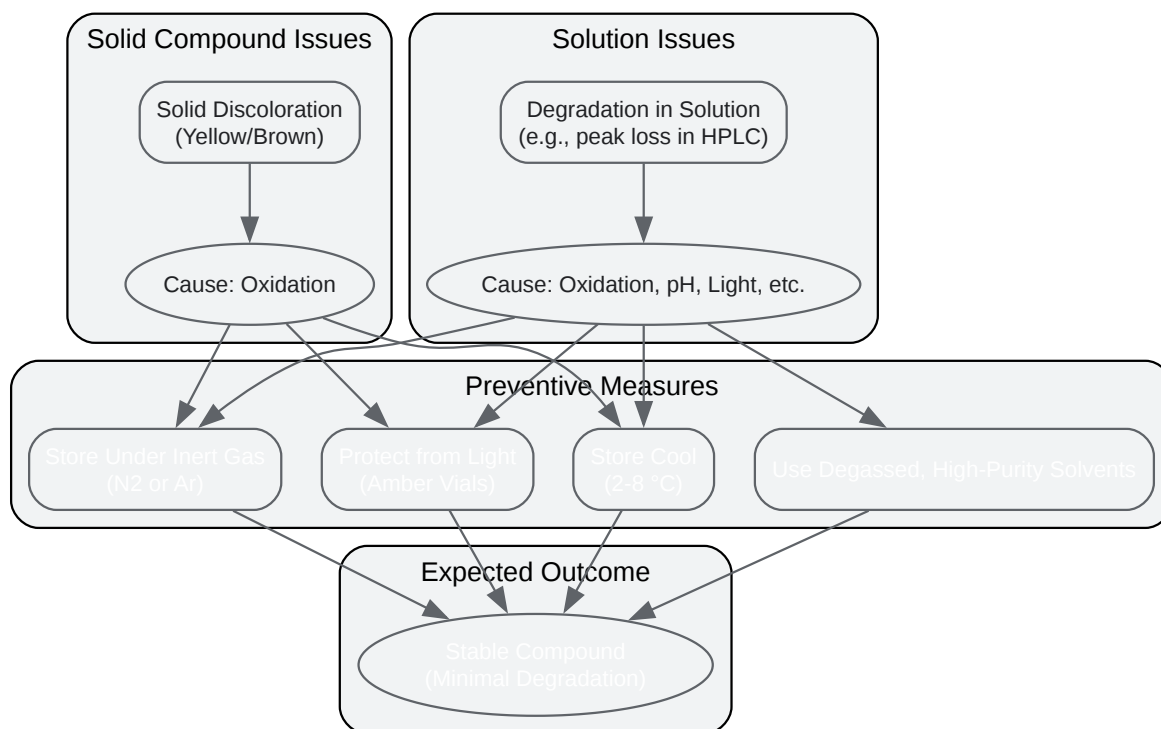 Solid Compound Issues
Solution Issues
Solid Discoloration
(Yellow/Brown)
Degradation in Solution
(e.g., peak loss in HPLC)
Cause: Oxidation
Cause: Oxidation, pH, Light, etc.
Preventive Measures
Store Under Inert Gas
(N2 or Ar)
Protect from Light
(Amber Vials)
Store Cool
(2-8 °C)
Use Degassed, High-Purity Solvents
Expected Outcome
Stable Compound
(Minimal Degradation)